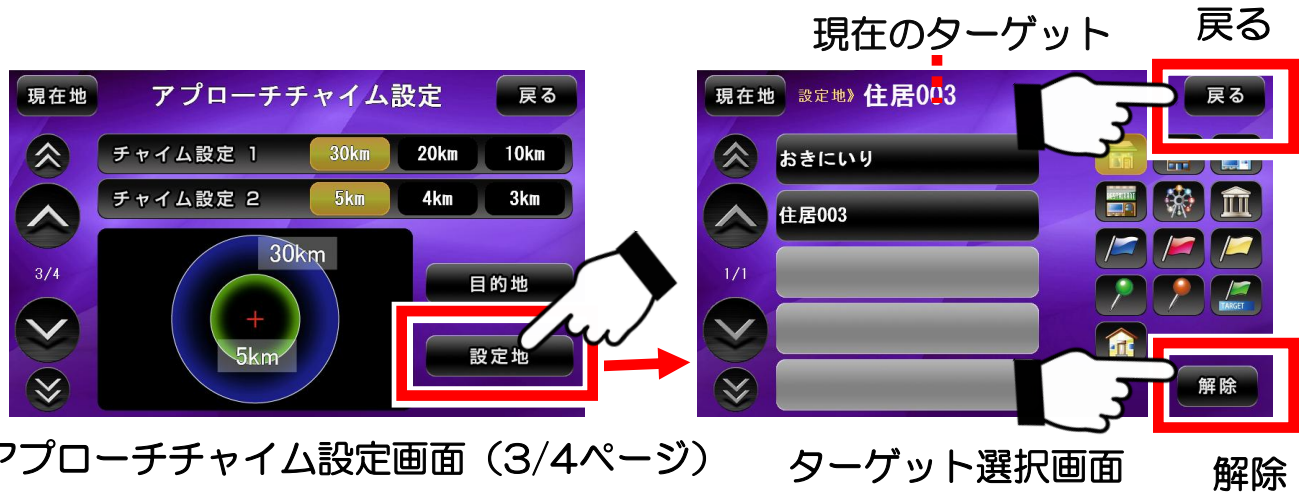 現在のターゲット
戻る
現在地
アプローチチャイム設定
戻る
チャイム設定 1
30km
20km
10km
チャイム設定 2
5km
4km
3km
30km
5km
3/4
目的地
設定地
アプローチチャイム設定画面（3/4ページ）
現在地
設定地》住居003
戻る
おきにいり
住居003
1/1
TARGET
解除
ターゲット選択画面
解除